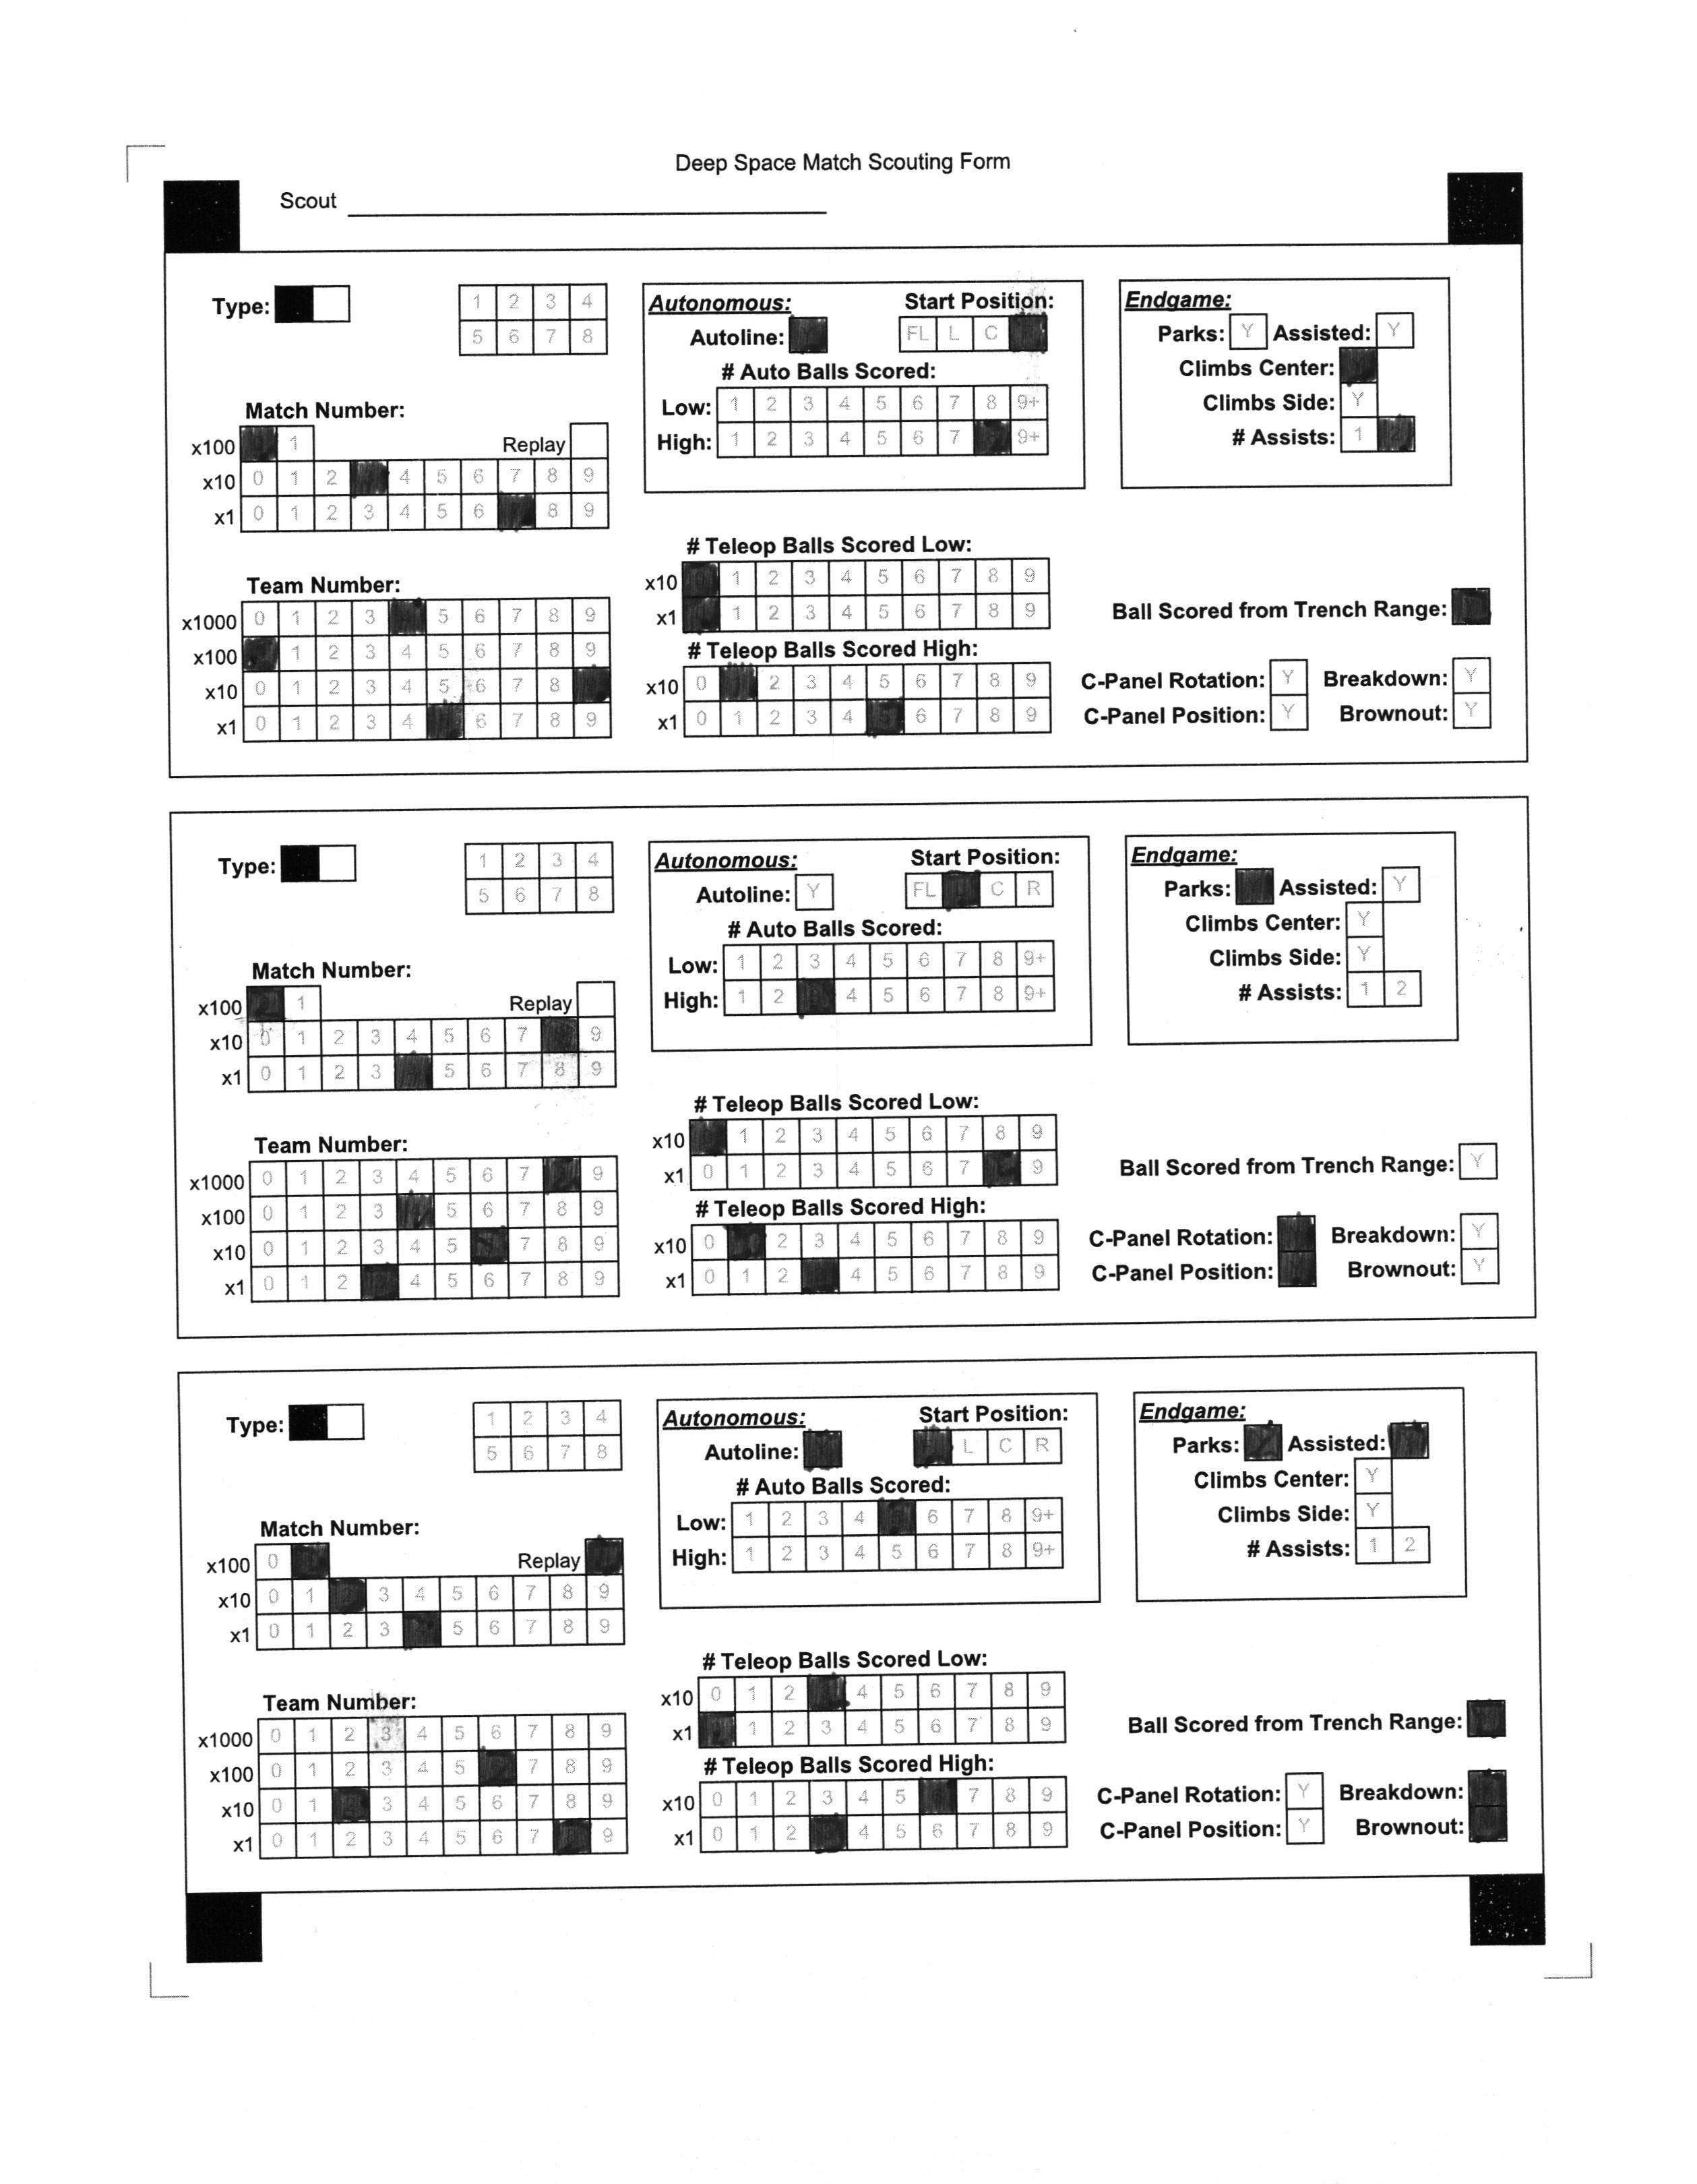 Deep Space Match Scouting Form
Scout
Type:
1 2 3 4
5 6 7 8
Match Number:
x100 1 Replay
x10 0 1 2 4 5 6 7 8 9
x1 0 1 2 3 4 5 6 8 9
Team Number:
x1000 0 1 2 3 5 6 7 8 9
x100 1 2 3 4 5 6 7 8 9
x10 0 1 2 3 4 5 6 7 8
x1 0 1 2 3 4 6 7 8 9
Autonomous: Start Position:
Autoline: FL L C
# Auto Balls Scored:
Low: 1 2 3 4 5 6 7 8 9+
High: 1 2 3 4 5 6 7 9+
# Teleop Balls Scored Low:
x10 1 2 3 4 5 6 7 8 9
x1 1 2 3 4 5 6 7 8 9
# Teleop Balls Scored High:
x10 0 2 3 4 5 6 7 8 9
x1 0 1 2 3 4 5 6 7 8 9
Endgame:
Parks: Y Assisted: Y
Climbs Center:
Climbs Side: Y
# Assists: 1 2
Ball Scored from Trench Range:
C-Panel Rotation: Y Breakdown: Y
C-Panel Position: Y Brownout: Y
Type:
1 2 3 4
5 6 7 8
Match Number:
x100 1 Replay
x10 0 1 2 3 4 5 6 7 9
x1 0 1 2 3 5 6 7 8 9
Team Number:
x1000 0 1 2 3 4 5 6 7 9
x100 0 1 2 3 5 6 7 8 9
x10 0 1 2 3 4 5 7 8 9
x1 0 1 2 4 5 6 7 8 9
Autonomous: Start Position:
Autoline: Y FL C R
# Auto Balls Scored:
Low: 1 2 3 4 5 6 7 8 9+
High: 1 2 4 5 6 7 8 9+
# Teleop Balls Scored Low:
x10 1 2 3 4 5 6 7 8 9
x1 0 1 2 3 4 5 6 7 9
# Teleop Balls Scored High:
x10 0 2 3 4 5 6 7 8 9
x1 0 1 2 4 5 6 7 8 9
Endgame:
Parks: Assisted: Y
Climbs Center: Y
Climbs Side: Y
# Assists: 1 2
Ball Scored from Trench Range: Y
C-Panel Rotation: Breakdown: Y
C-Panel Position: Brownout: Y
Type:
1 2 3 4
5 6 7 8
Match Number:
x100 0 Replay
x10 0 1 3 4 5 6 7 8 9
x1 0 1 2 3 5 6 7 8 9
Team Number:
x1000 0 1 2 3 4 5 6 7 8 9
x100 0 1 2 3 4 5 7 8 9
x10 0 1 3 4 5 6 7 8 9
x1 0 1 2 3 4 5 6 7 9
Autonomous: Start Position:
Autoline: L C R
# Auto Balls Scored:
Low: 1 2 3 4 6 7 8 9+
High: 1 2 3 4 5 6 7 8 9+
# Teleop Balls Scored Low:
x10 0 1 2 4 5 6 7 8 9
x1 1 2 3 4 5 6 7 8 9
# Teleop Balls Scored High:
x10 0 1 2 3 4 5 7 8 9
x1 0 1 2 4 5 6 7 8 9
Endgame:
Parks: Assisted:
Climbs Center: Y
Climbs Side: Y
# Assists: 1 2
Ball Scored from Trench Range:
C-Panel Rotation: Y Breakdown:
C-Panel Position: Y Brownout: